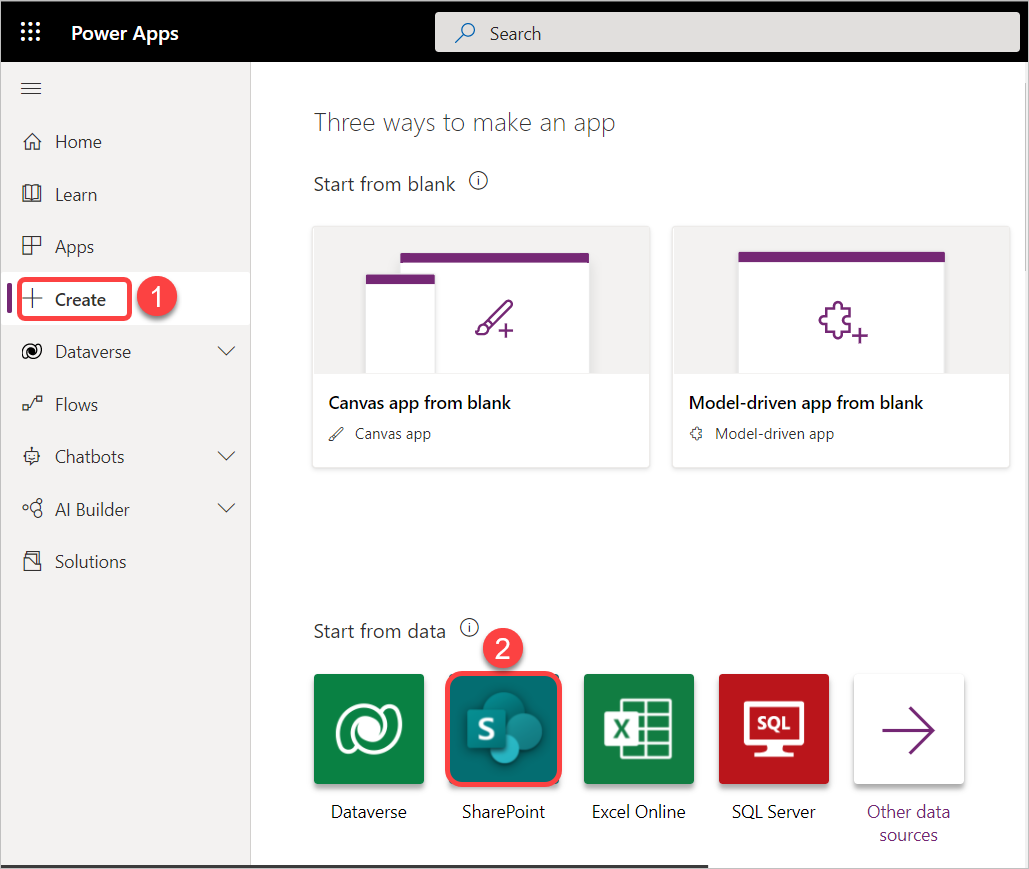 Power Apps
Search
Home
Learn
Apps
Create
1
Dataverse
Flows
Chatbots
AI Builder
Solutions
Three ways to make an app
Start from blank
Canvas app from blank
Canvas app
Model-driven app from blank
Model-driven app
Start from data
2
S
X
SQL
Dataverse
SharePoint
Excel Online
SQL Server
Other data
sources